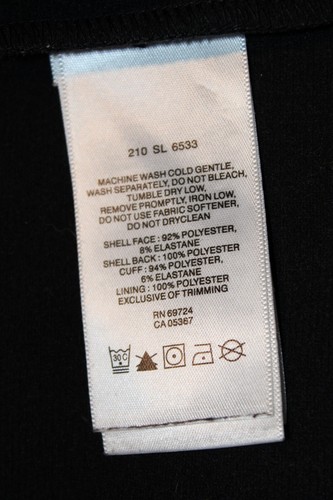 210 SL 6533
MACHINE WASH COLD GENTLE,
WASH SEPARATELY, DO NOT BLEACH,
TUMBLE DRY LOW,
REMOVE PROMPTLY, IRON LOW,
DO NOT USE FABRIC SOFTENER,
DO NOT DRYCLEAN
SHELL FACE : 92% POLYESTER,
8% ELASTANE
SHELL BACK : 100% POLYESTER
CUFF : 94% POLYESTER,
6% ELASTANE
LINING : 100% POLYESTER
EXCLUSIVE OF TRIMMING
RN 69724
CA 05367
30 C